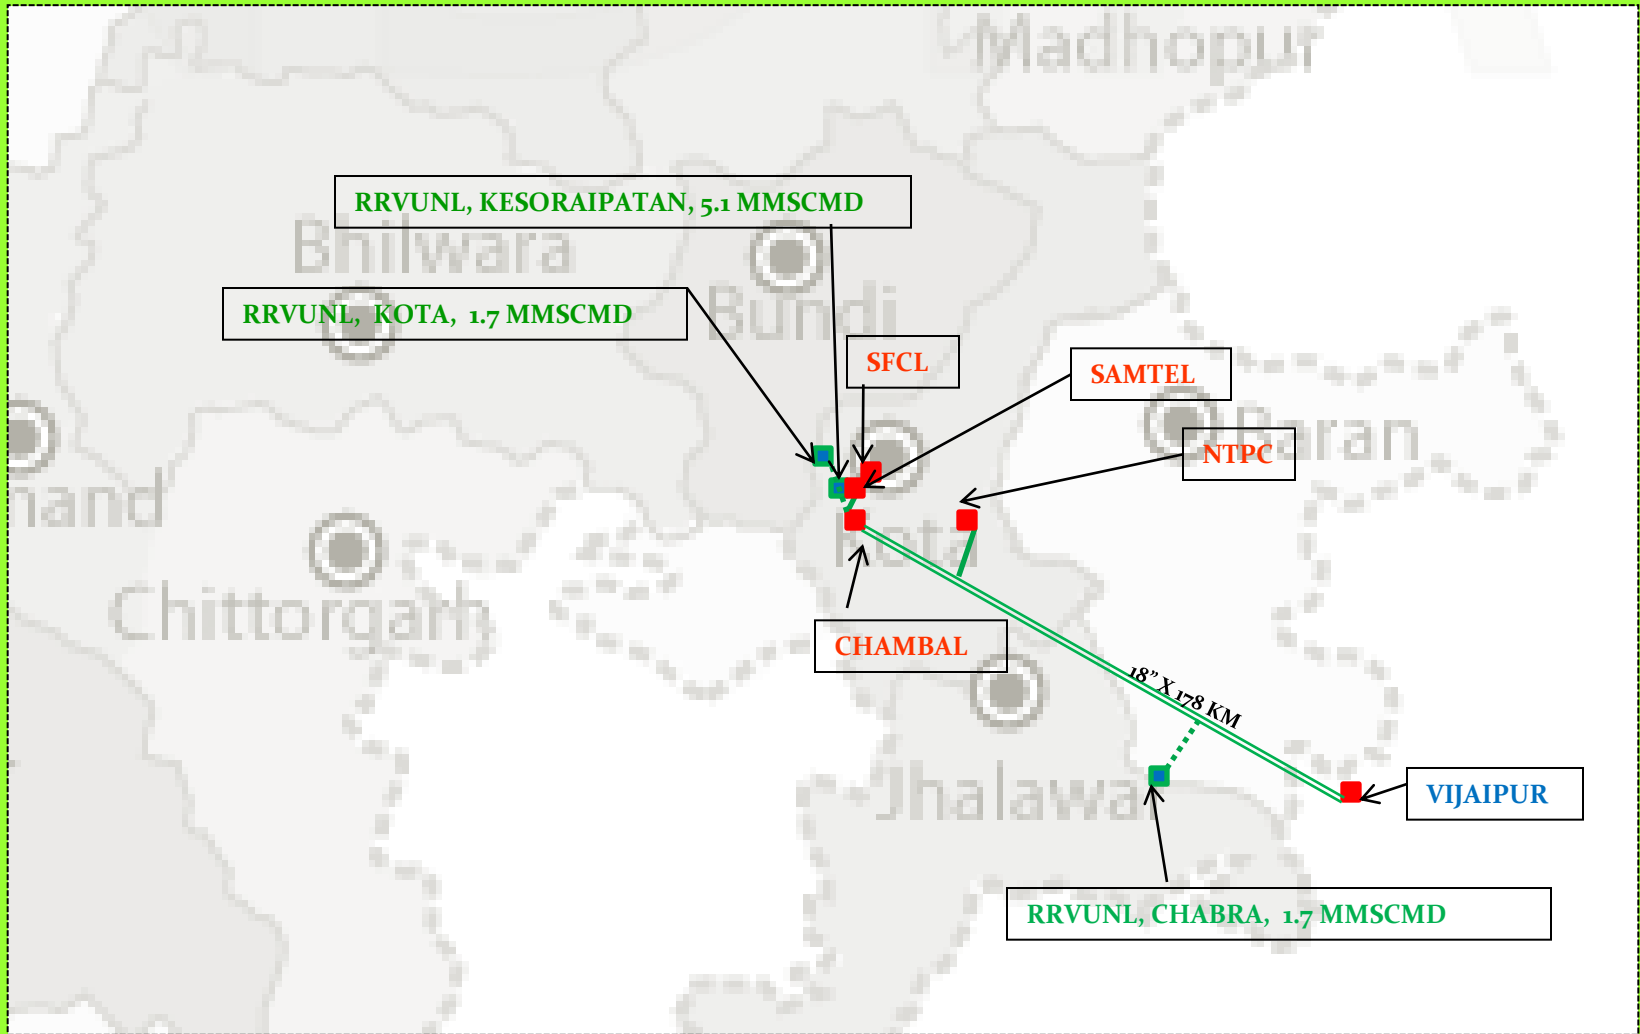 Madhopur
RRVUNL, KESORAIPATAN, 5.1 MMSCMD
Bhilwara
Bundi
RRVUNL, KOTA, 1.7 MMSCMD
SFCL
SAMTEL
Baran
NTPC
nand
Kota
Chittorgarh
CHAMBAL
18” X 178 KM
Jhalawar
VIJAIPUR
RRVUNL, CHABRA, 1.7 MMSCMD